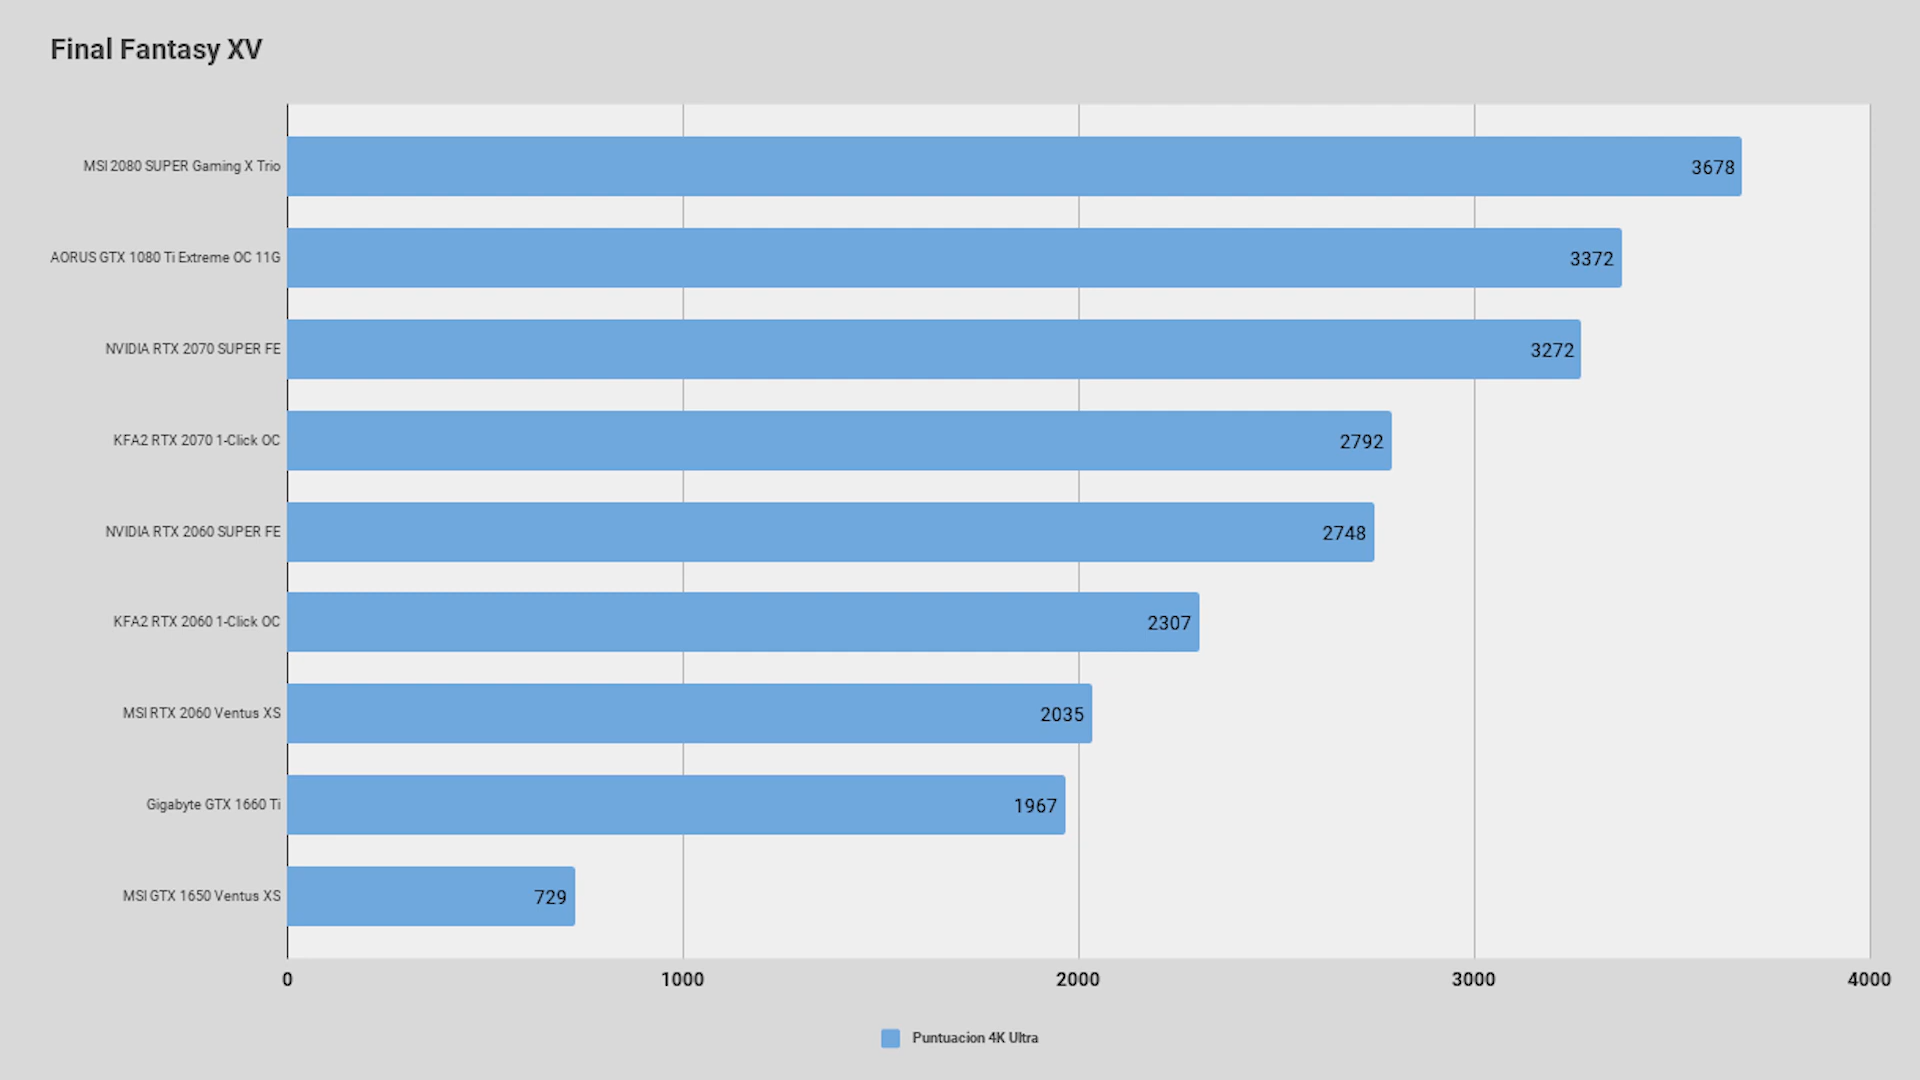 Final Fantasy XV
MSI 2080 SUPER Gaming X Trio 3678
AORUS GTX 1080 Ti Extreme OC 11G 3372
NVIDIA RTX 2070 SUPER FE 3272
KFA2 RTX 2070 1-Click OC 2792
NVIDIA RTX 2060 SUPER FE 2748
KFA2 RTX 2060 1-Click OC 2307
MSI RTX 2060 Ventus XS 2035
Gigabyte GTX 1660 Ti 1967
MSI GTX 1650 Ventus XS 729
0 1000 2000 3000 4000
Puntuacion 4K Ultra